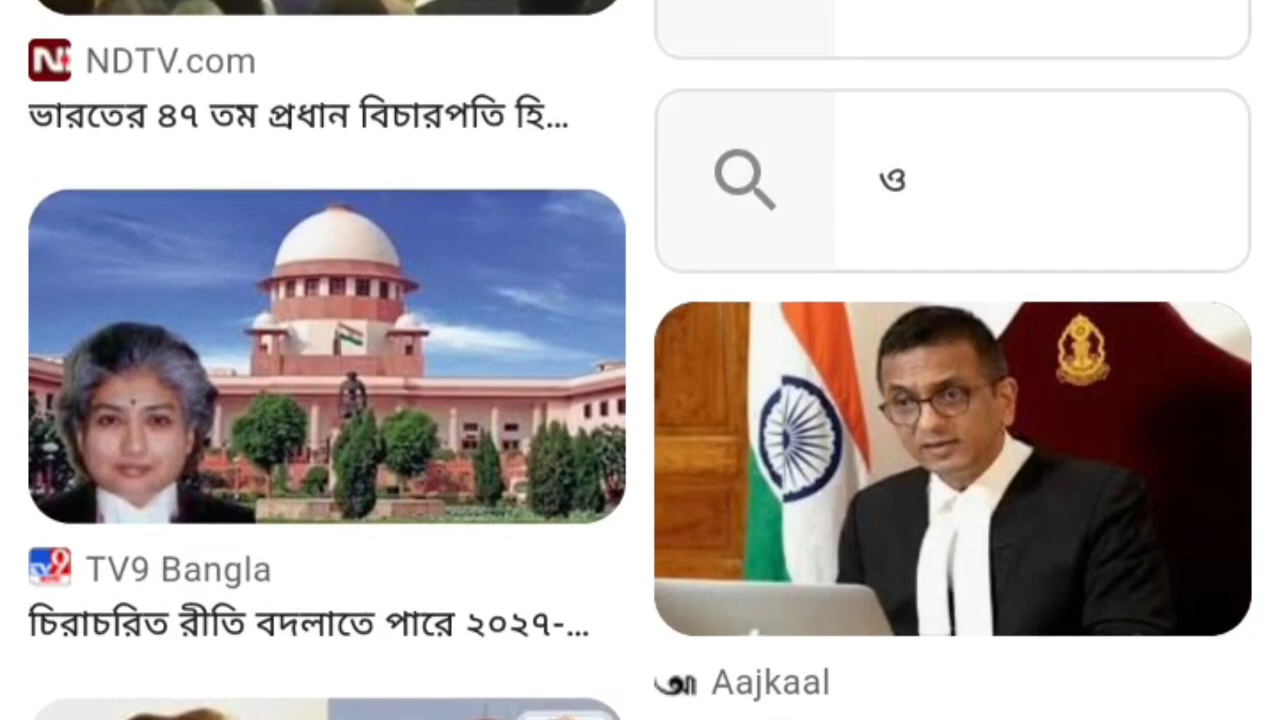 NDTV.com
ভারতের ৪৭ তম প্রধান বিচারপতি হি...
TV9 Bangla
চিরাচরিত রীতি বদলাতে পারে ২০২৭-...
ও
Aajkaal